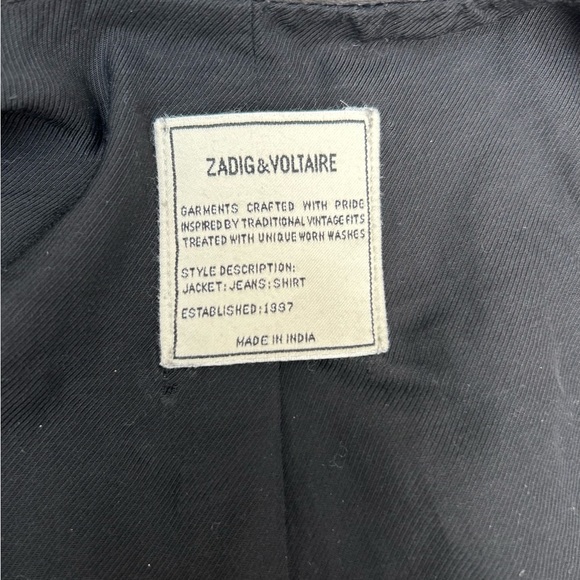 ZADIG&VOLTAIRE
GARMENTS CRAFTED WITH PRIDE
INSPIRED BY TRADITIONAL VINTAGE FITS
TREATED WITH UNIQUE WORN WASHES
STYLE DESCRIPTION:
JACKET:JEANS:SHIRT
ESTABLISHED:1997
MADE IN INDIA